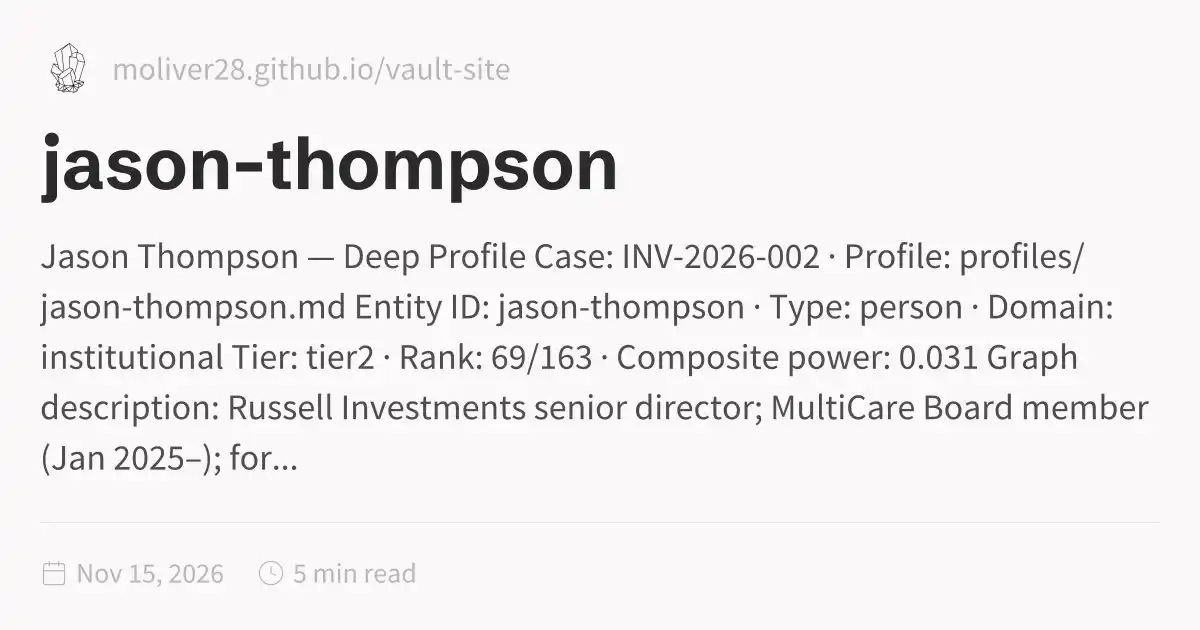 moliver28.github.io/vault-site
jason-thompson
Jason Thompson — Deep Profile Case: INV-2026-002 · Profile: profiles/
jason-thompson.md Entity ID: jason-thompson · Type: person · Domain:
institutional Tier: tier2 · Rank: 69/163 · Composite power: 0.031 Graph
description: Russell Investments senior director; MultiCare Board member
(Jan 2025–); for...
Nov 15, 2026 5 min read